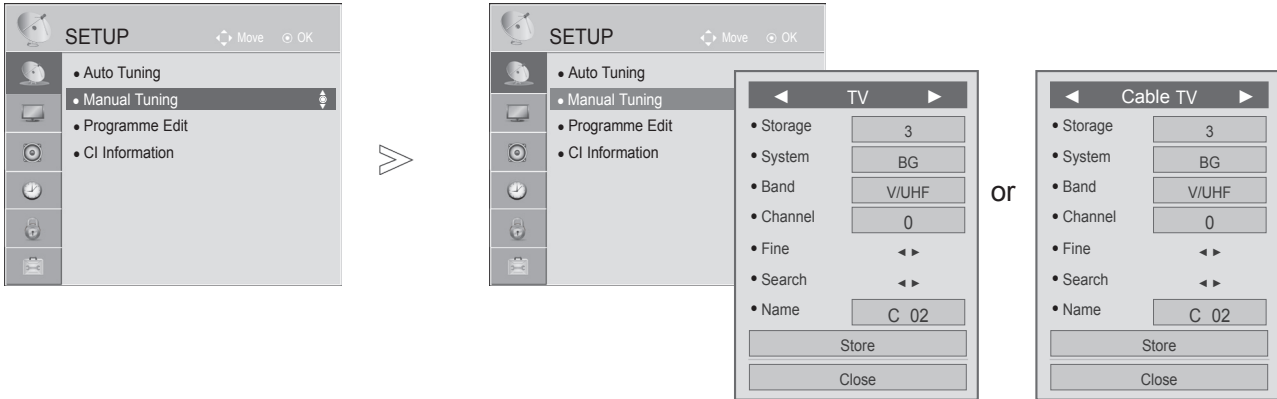 SETUP Move OK
Auto Tuning
Manual Tuning
Programme Edit
CI Information
SETUP Move OK
Auto Tuning
Manual Tuning
Programme Edit
CI Information
◄ TV ►
Storage 3
System BG
Band V/UHF
Channel 0
Fine ◄ ►
Search ◄ ►
Name C 02
Store
Close
or
◄ Cable TV ►
Storage 3
System BG
Band V/UHF
Channel 0
Fine ◄ ►
Search ◄ ►
Name C 02
Store
Close